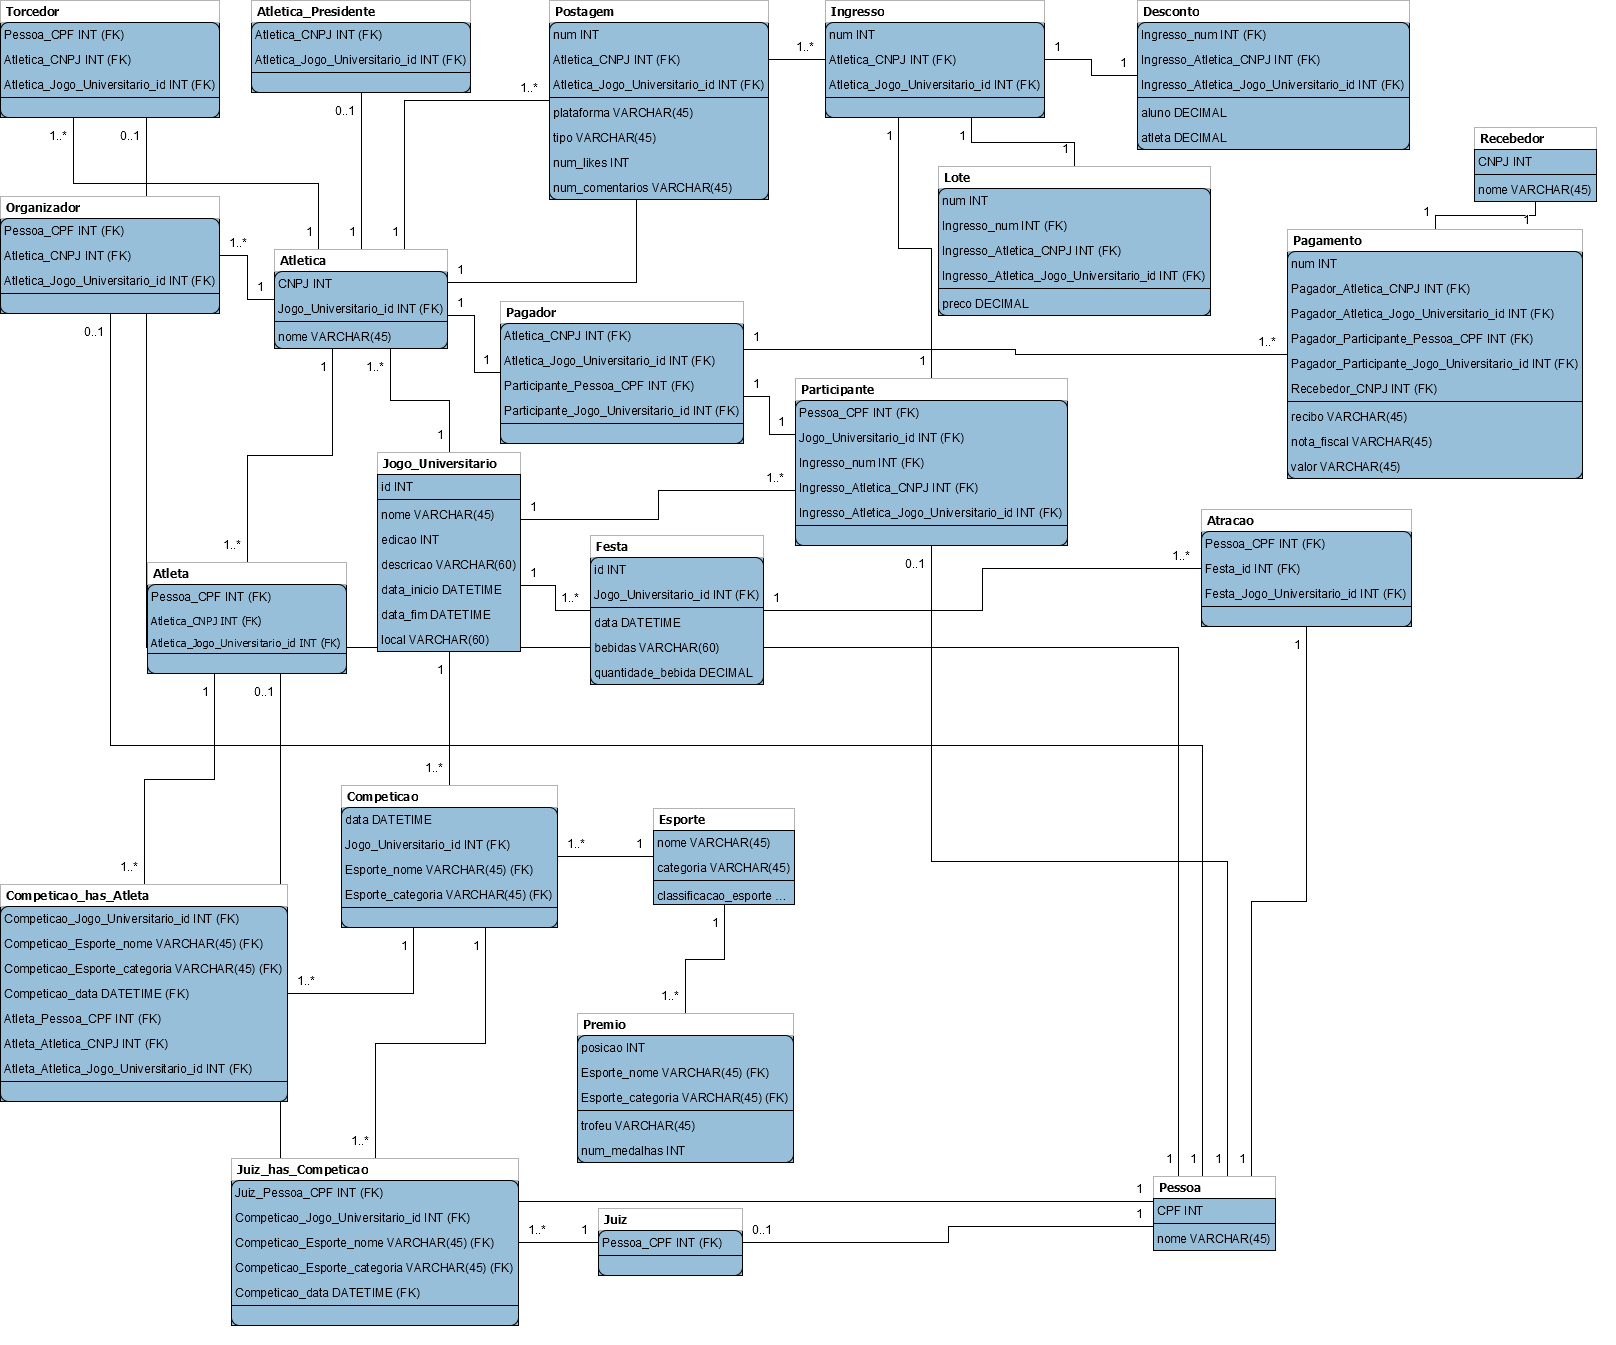 Torcedor
Pessoa_CPF INT (FK)
Atletica_CNPJ INT (FK)
Atletica_Jogo_Universitario_id INT (FK)
1..*
0..1
Atletica_Presidente
Atletica_CNPJ INT (FK)
Atletica_Jogo_Universitario_id INT (FK)
0..1
Postagem
num INT
Atletica_CNPJ INT (FK)
Atletica_Jogo_Universitario_id INT (FK)
plataforma VARCHAR(45)
tipo VARCHAR(45)
num_likes INT
num_comentarios VARCHAR(45)
1..*
1..*
Ingresso
num INT
Atletica_CNPJ INT (FK)
Atletica_Jogo_Universitario_id INT (FK)
1
1
1
1
1
Desconto
Ingresso_num INT (FK)
Ingresso_Atletica_CNPJ INT (FK)
Ingresso_Atletica_Jogo_Universitario_id INT (FK)
aluno DECIMAL
atleta DECIMAL
Recebedor
CNPJ INT
nome VARCHAR(45)
1
1
Lote
num INT
Ingresso_num INT (FK)
Ingresso_Atletica_CNPJ INT (FK)
Ingresso_Atletica_Jogo_Universitario_id INT (FK)
preco DECIMAL
Organizador
Pessoa_CPF INT (FK)
Atletica_CNPJ INT (FK)
Atletica_Jogo_Universitario_id INT (FK)
1..*
1
0..1
1
1
1
Atletica
CNPJ INT
Jogo_Universitario_id INT (FK)
nome VARCHAR(45)
1
1
1
1
1..*
Pagamento
num INT
Pagador_Atletica_CNPJ INT (FK)
Pagador_Atletica_Jogo_Universitario_id INT (FK)
Pagador_Participante_Pessoa_CPF INT (FK)
Pagador_Participante_Jogo_Universitario_id INT (FK)
Recebedor_CNPJ INT (FK)
recibo VARCHAR(45)
nota_fiscal VARCHAR(45)
valor VARCHAR(45)
Pagador
Atletica_CNPJ INT (FK)
Atletica_Jogo_Universitario_id INT (FK)
Participante_Pessoa_CPF INT (FK)
Participante_Jogo_Universitario_id INT (FK)
1
1..*
1
1
1
Participante
Pessoa_CPF INT (FK)
Jogo_Universitario_id INT (FK)
Ingresso_num INT (FK)
Ingresso_Atletica_CNPJ INT (FK)
Ingresso_Atletica_Jogo_Universitario_id INT (FK)
1..*
0..1
1
Jogo_Universitario
id INT
nome VARCHAR(45)
edicao INT
descricao VARCHAR(60)
data_inicio DATETIME
data_fim DATETIME
local VARCHAR(60)
1
1
1..*
1
Festa
id INT
Jogo_Universitario_id INT (FK)
data DATETIME
bebidas VARCHAR(60)
quantidade_bebida DECIMAL
1
1..*
Atracao
Pessoa_CPF INT (FK)
Festa_id INT (FK)
Festa_Jogo_Universitario_id INT (FK)
1
1..*
Atleta
Pessoa_CPF INT (FK)
Atletica_CNPJ INT (FK)
Atletica_Jogo_Universitario_id INT (FK)
1
0..1
1..*
Competicao
data DATETIME
Jogo_Universitario_id INT (FK)
Esporte_nome VARCHAR(45) (FK)
Esporte_categoria VARCHAR(45) (FK)
1..*
1
1
1
Esporte
nome VARCHAR(45)
categoria VARCHAR(45)
classificacao_esporte ...
1
1..*
1..*
Competicao_has_Atleta
Competicao_Jogo_Universitario_id INT (FK)
Competicao_Esporte_nome VARCHAR(45) (FK)
Competicao_Esporte_categoria VARCHAR(45) (FK)
Competicao_data DATETIME (FK)
Atleta_Pessoa_CPF INT (FK)
Atleta_Atletica_CNPJ INT (FK)
Atleta_Atletica_Jogo_Universitario_id INT (FK)
1..*
Premio
posicao INT
Esporte_nome VARCHAR(45) (FK)
Esporte_categoria VARCHAR(45) (FK)
trofeu VARCHAR(45)
num_medalhas INT
1..*
Juiz_has_Competicao
Juiz_Pessoa_CPF INT (FK)
Competicao_Jogo_Universitario_id INT (FK)
Competicao_Esporte_nome VARCHAR(45) (FK)
Competicao_Esporte_categoria VARCHAR(45) (FK)
Competicao_data DATETIME (FK)
1..*
1
Juiz
Pessoa_CPF INT (FK)
0..1
1
1
1
1
1
1
Pessoa
CPF INT
nome VARCHAR(45)